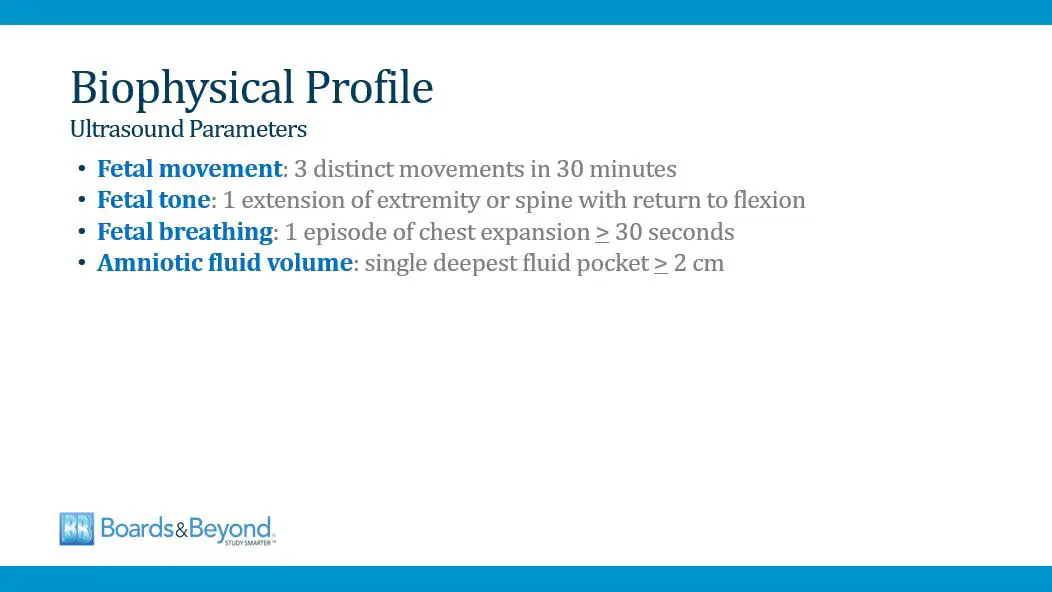 Biophysical Profile
Ultrasound Parameters
• Fetal movement: 3 distinct movements in 30 minutes
• Fetal tone: 1 extension of extremity or spine with return to flexion
• Fetal breathing: 1 episode of chest expansion ≥ 30 seconds
• Amniotic fluid volume: single deepest fluid pocket ≥ 2 cm
BB Boards&Beyond.
STUDY SMARTER ™